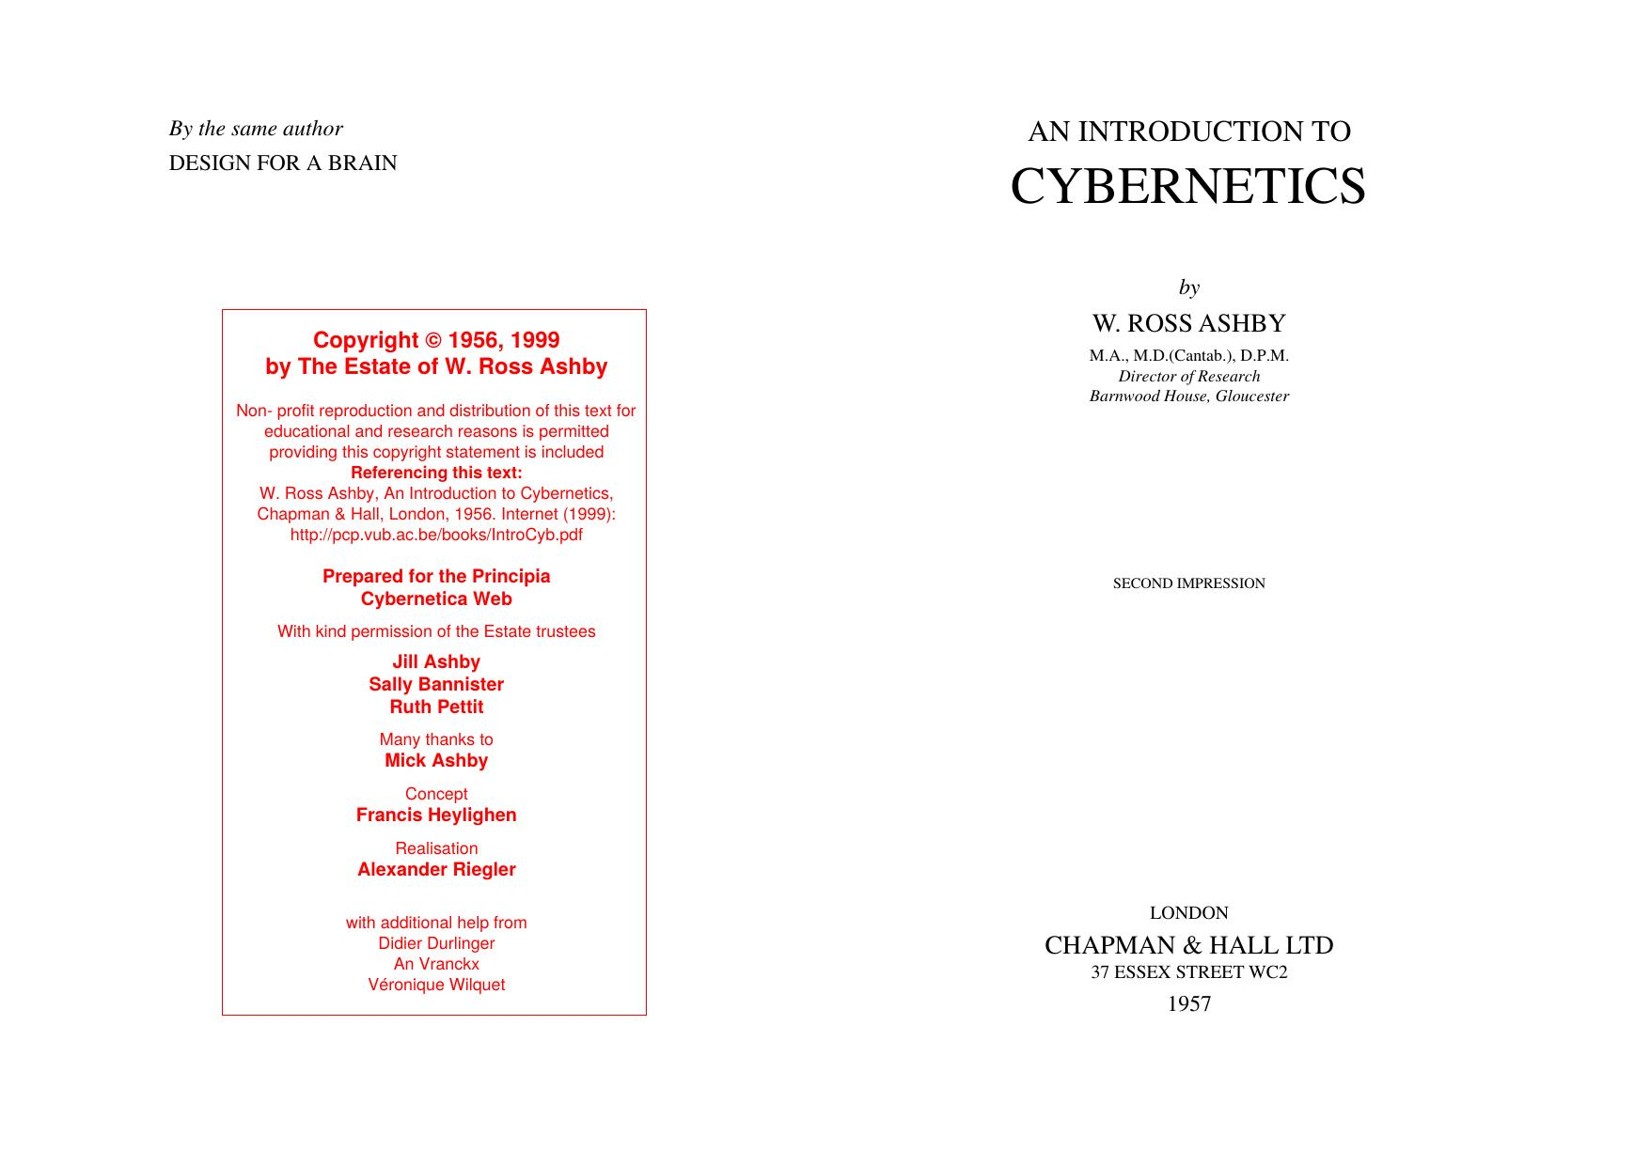 By the same author
DESIGN FOR A BRAIN
Copyright © 1956, 1999
by The Estate of W. Ross Ashby
Non- profit reproduction and distribution of this text for
educational and research reasons is permitted
providing this copyright statement is included
Referencing this text:
W. Ross Ashby, An Introduction to Cybernetics,
Chapman & Hall, London, 1956. Internet (1999):
http://pcp.vub.ac.be/books/IntroCyb.pdf
Prepared for the Principia
Cybernetica Web
With kind permission of the Estate trustees
Jill Ashby
Sally Bannister
Ruth Pettit
Many thanks to
Mick Ashby
Concept
Francis Heylighen
Realisation
Alexander Riegler
with additional help from
Didier Durlinger
An Vranckx
Véronique Wilquet
AN INTRODUCTION TO
CYBERNETICS
by
W. ROSS ASHBY
M.A., M.D.(Cantab.), D.P.M.
Director of Research
Barnwood House, Gloucester
SECOND IMPRESSION
LONDON
CHAPMAN & HALL LTD
37 ESSEX STREET WC2
1957